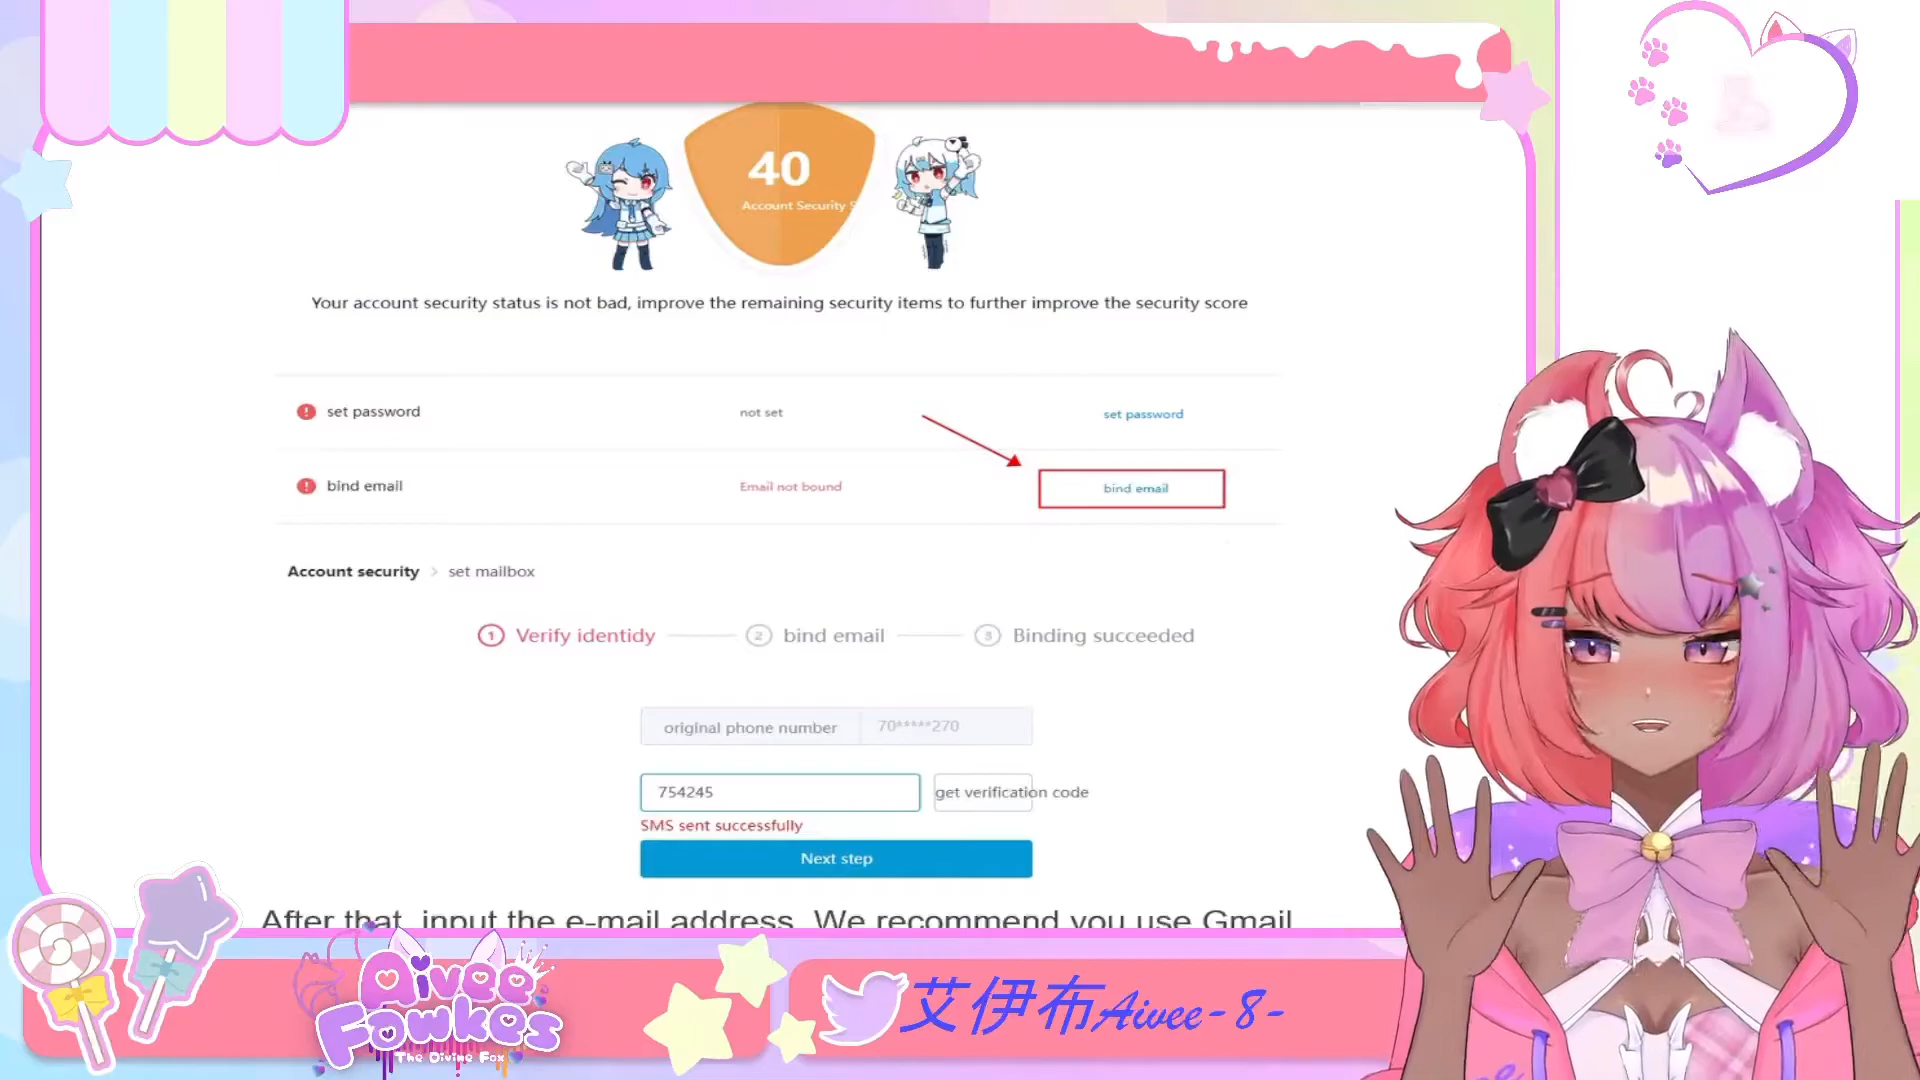 40
Account Security S
Your account security status is not bad, improve the remaining security items to further improve the security score
set password not set set password
bind email Email not bound bind email
Account security > set mailbox
1 Verify identidy 2 bind email 3 Binding succeeded
original phone number 70*****270
754245 get verification code
SMS sent successfully
Next step
After that, input the e-mail address. We recommend you use Gmail
Aivee
Fowkes
The Divine Fox
艾伊布Aivee-8-